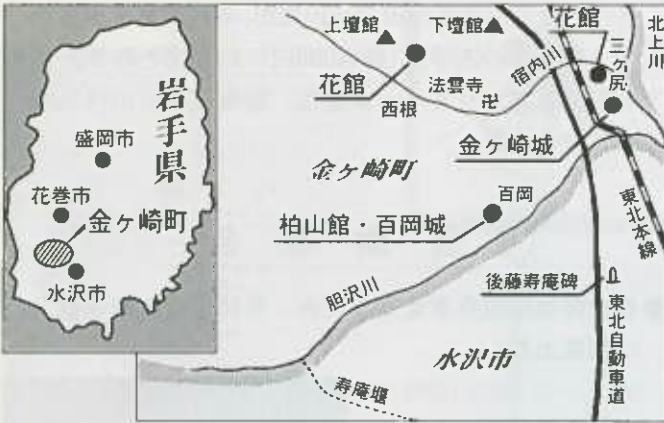 岩手県
盛岡市
花巻市
金ヶ崎町
水沢市
上壇館
下壇館
花館
北上川
三ヶ尻
宿内川
花館
西根
法雲寺
金ヶ崎城
金ヶ崎町
百岡
柏山館・百岡城
東北本線
胆沢川
後藤寿庵碑
東北自動車道
水沢市
寿庵堰